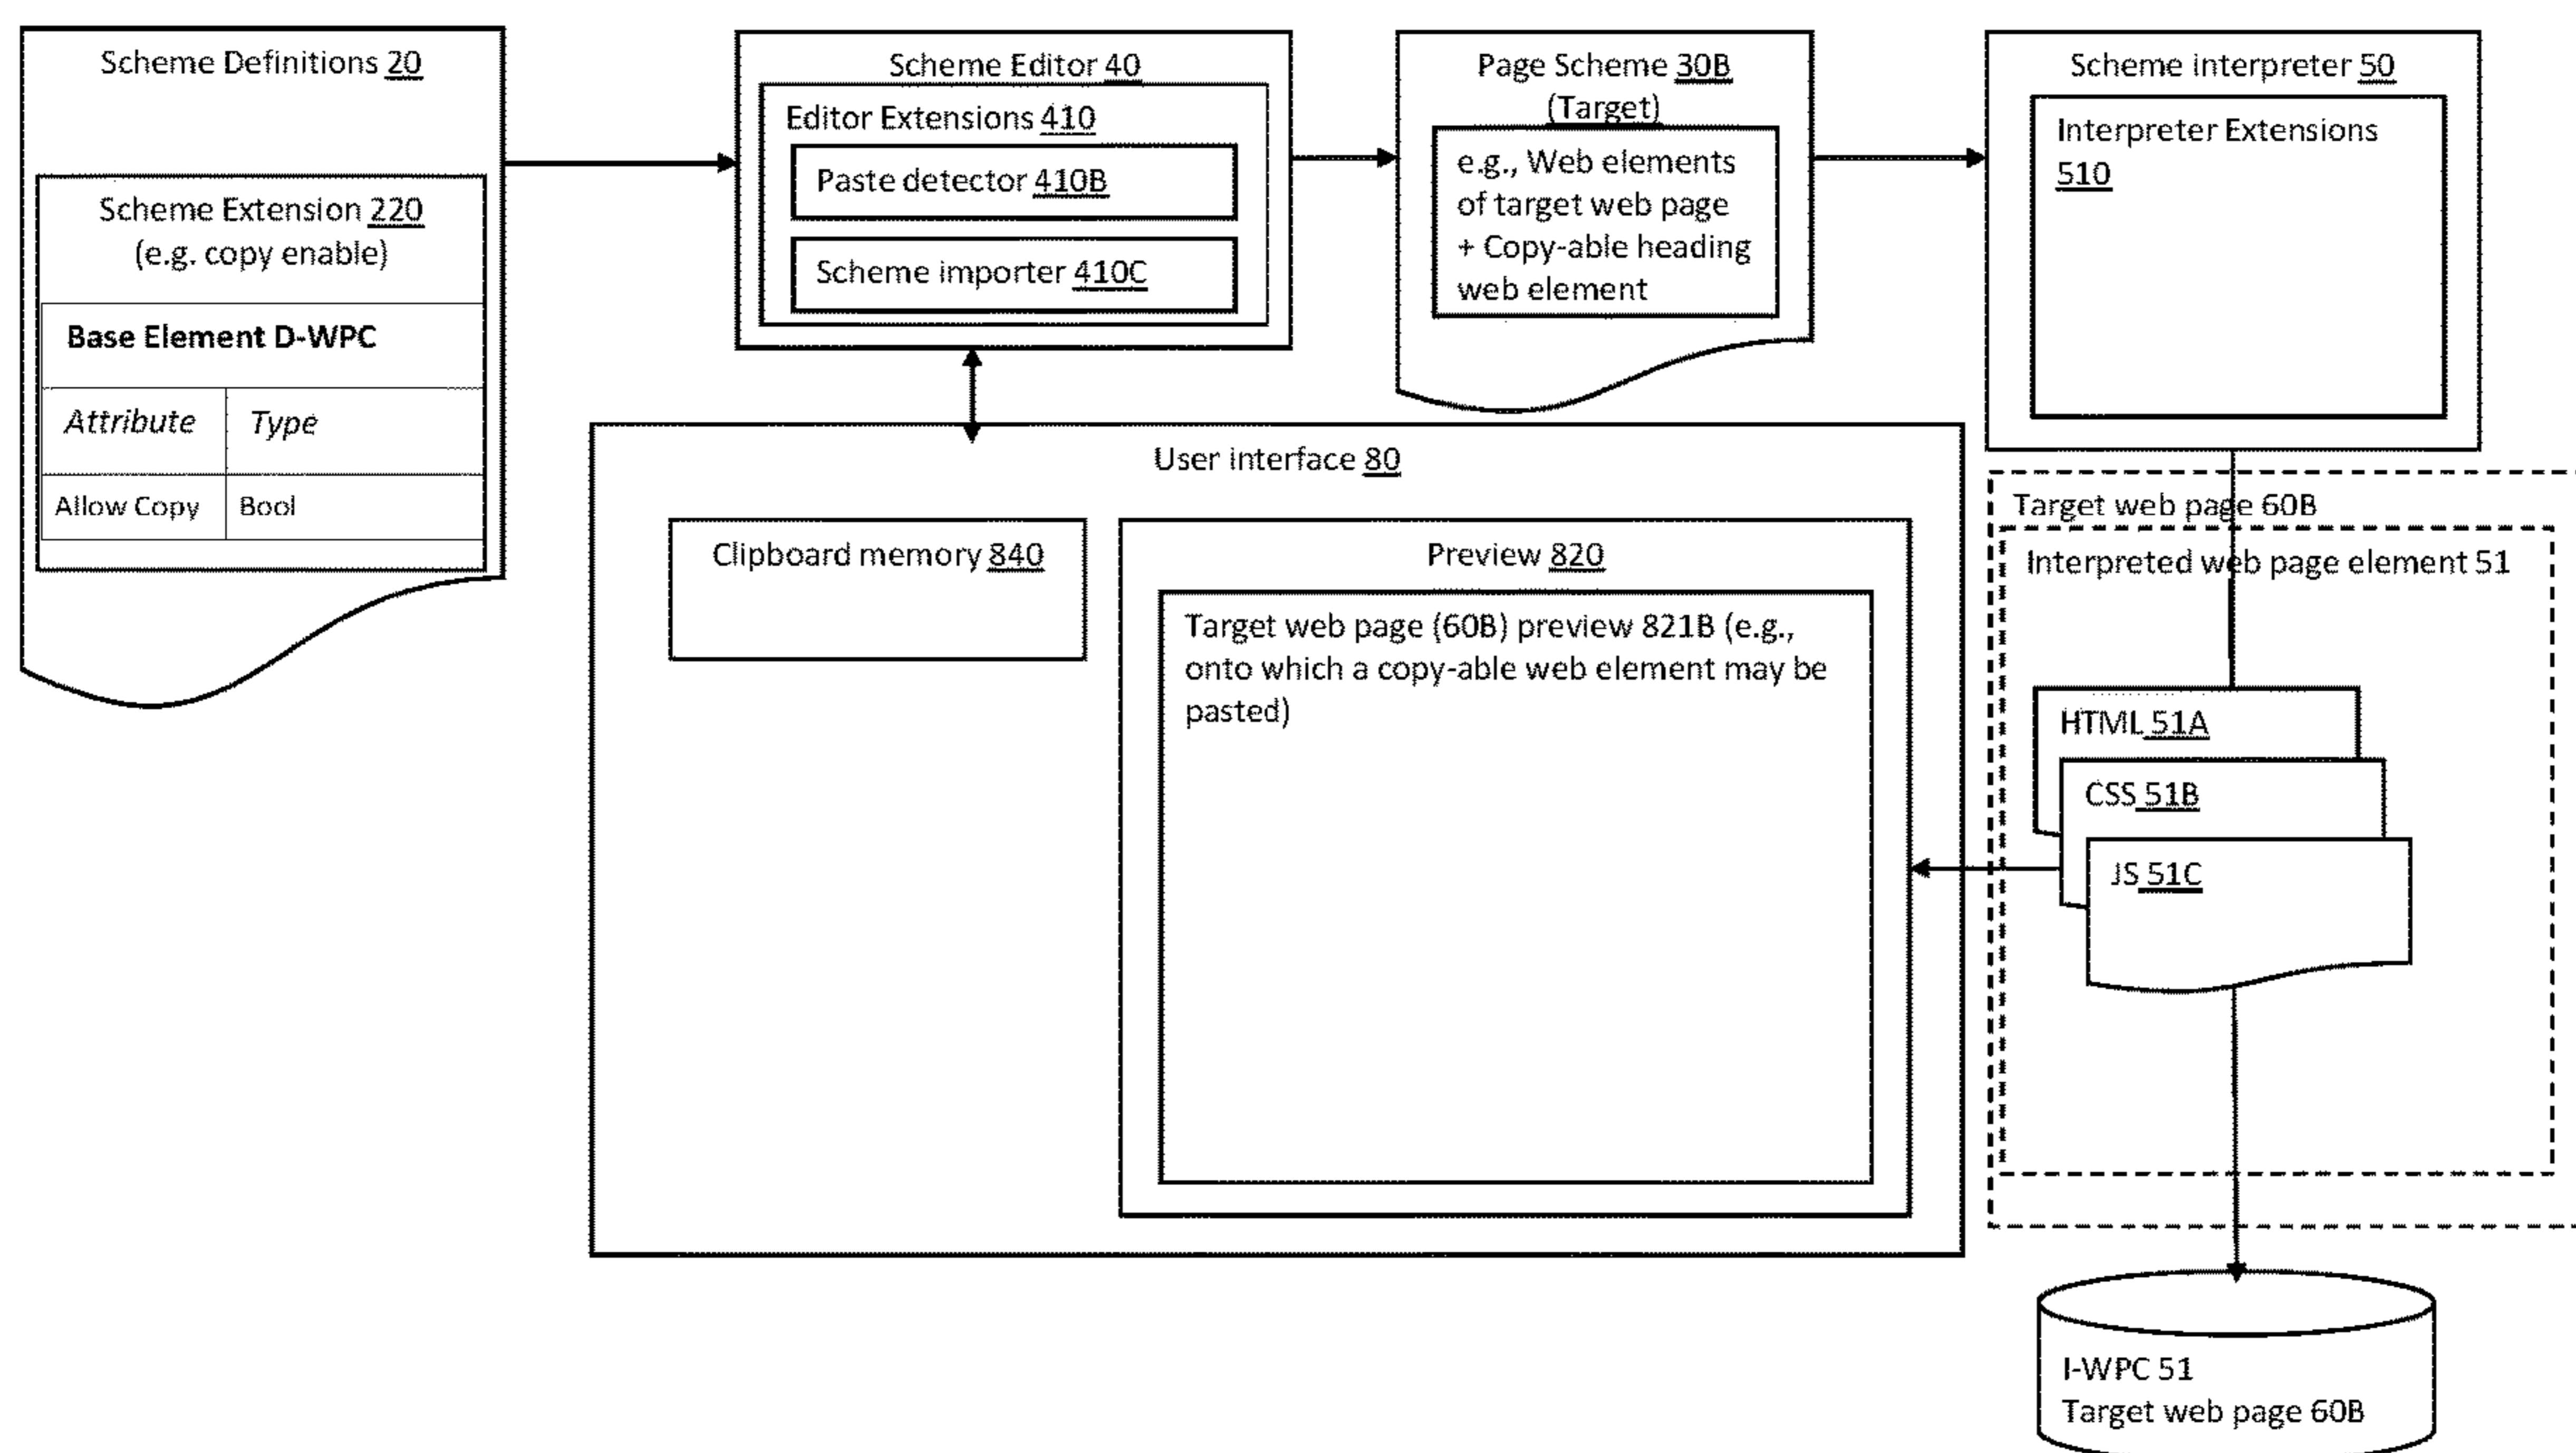 Scheme Definitions 20
Scheme Extension 220
(e.g. copy enable)
Base Element D-WPC
Attribute Type
Allow Copy Bool
Scheme Editor 40
Editor Extensions 410
Paste detector 410B
Scheme importer 410C
Page Scheme 30B
(Target)
e.g., Web elements
of target web page
+ Copy-able heading
web element
Scheme interpreter 50
Interpreter Extensions
510
User interface 80
Clipboard memory 840
Preview 820
Target web page (60B) preview 821B (e.g.,
onto which a copy-able web element may be
pasted)
Target web page 60B
Interpreted web page element 51
HTML 51A
CSS 51B
JS 51C
I-WPC 51
Target web page 60B